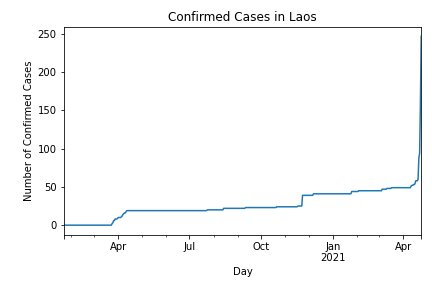 Confirmed Cases in Laos
Number of Confirmed Cases
250
200
150
100
50
0
Apr
Jul
Oct
Jan
2021
Apr
Day